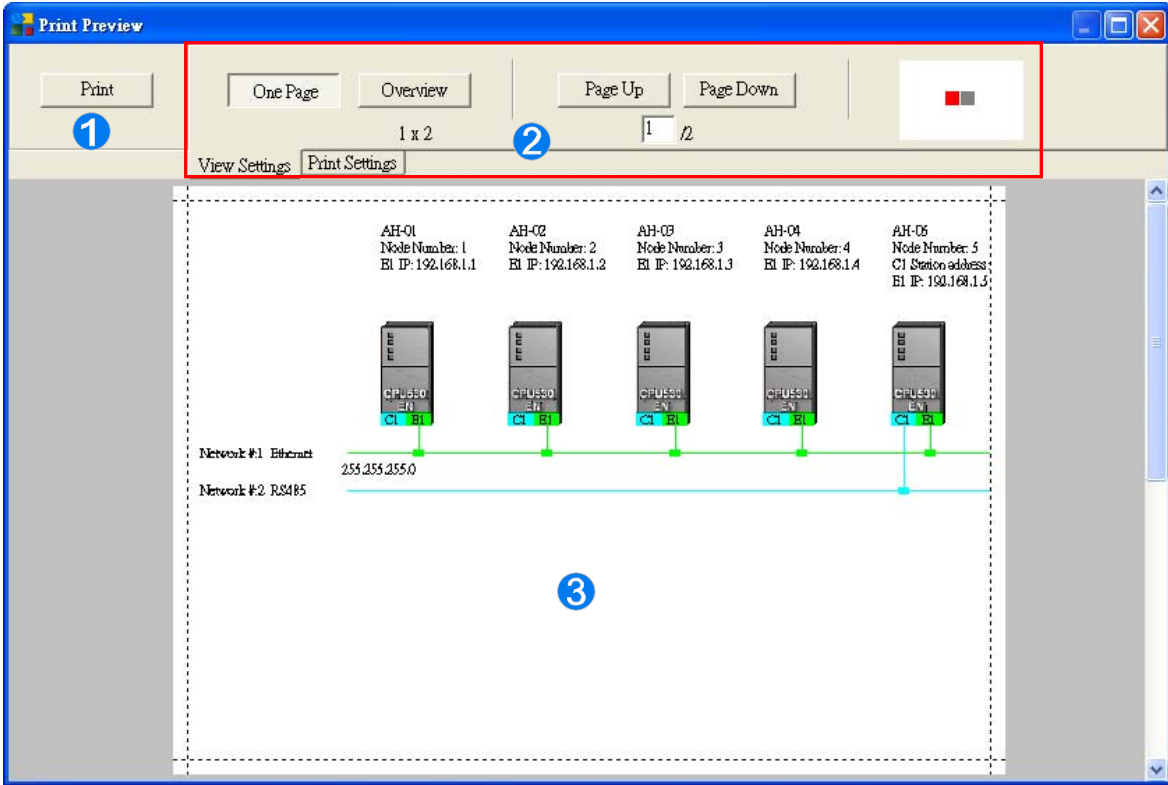 Print Preview
Print
One Page
Overview
Page Up
Page Down
1
1 x 2
1
/2
2
View Settings
Print Settings
AH-01
Node Number: 1
E1 IP: 192.168.1.1
AH-02
Node Number: 2
E1 IP: 192.168.1.2
AH-03
Node Number: 3
E1 IP: 192.168.1.3
AH-04
Node Number: 4
E1 IP: 192.168.1.4
AH-05
Node Number: 5
C1 Station address:
E1 IP: 192.168.1.5
CPU530
EN
C1 E1
CPU530
EN
C1 E1
CPU530
EN
C1 E1
CPU530
EN
C1 E1
CPU530
EN
C1 E1
Network #:1 Ethernet
255.255.255.0
Network #:2 RS485
3